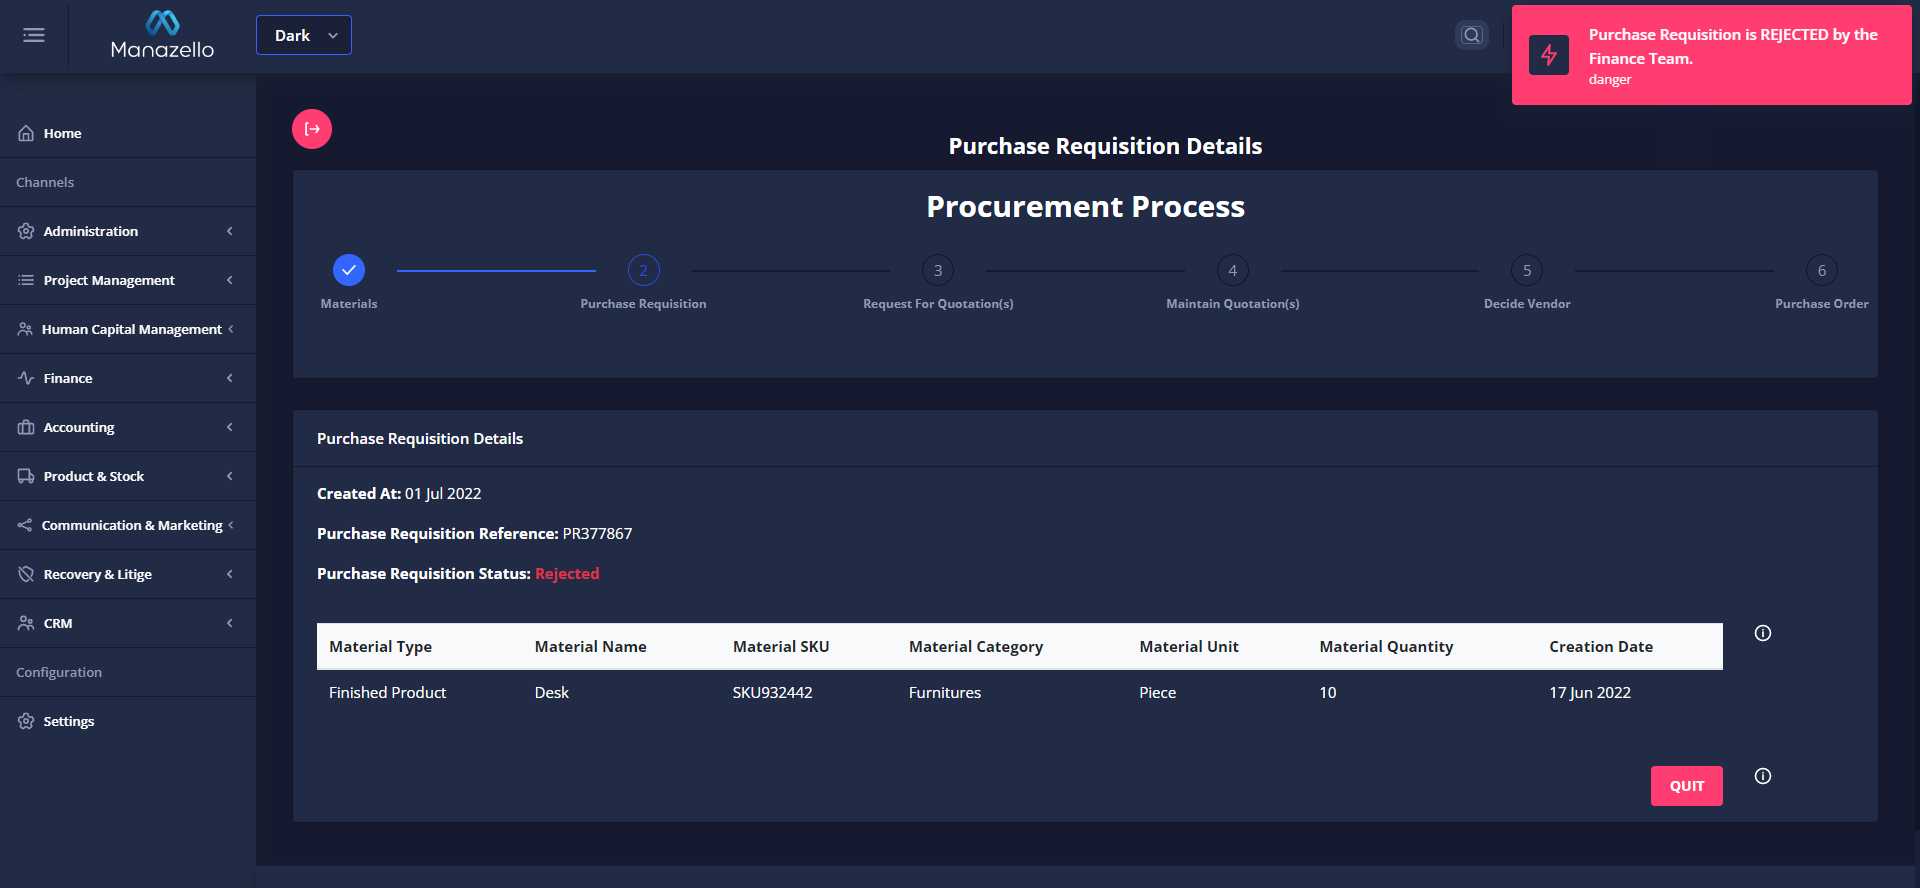 Manazello
Dark
Purchase Requisition is REJECTED by the
Finance Team.
danger
Home
Channels
Administration
Project Management
Human Capital Management
Finance
Accounting
Product & Stock
Communication & Marketing
Recovery & Litige
CRM
Configuration
Settings
Purchase Requisition Details
Procurement Process
2 3 4 5 6
Materials Purchase Requisition Request For Quotation(s) Maintain Quotation(s) Decide Vendor Purchase Order
Purchase Requisition Details
Created At: 01 Jul 2022
Purchase Requisition Reference: PR377867
Purchase Requisition Status: Rejected
Material Type Material Name Material SKU Material Category Material Unit Material Quantity Creation Date
Finished Product Desk SKU932442 Furnitures Piece 10 17 Jun 2022
QUIT